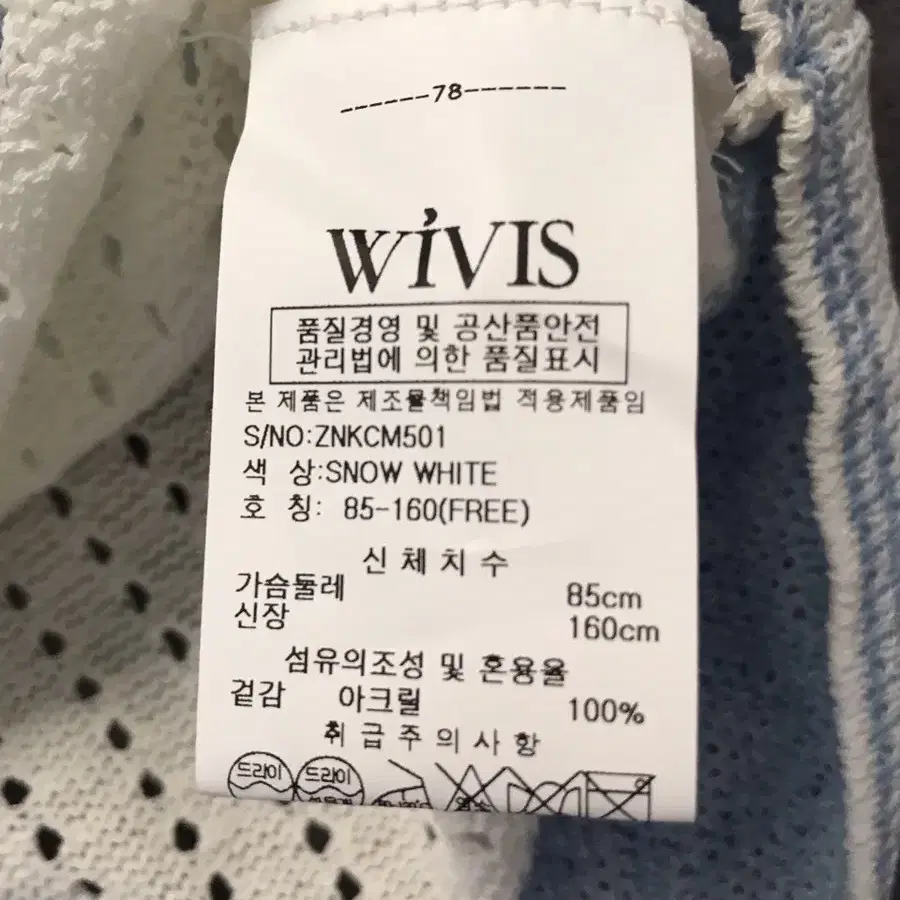 ------78------
WiVIS
품질경영 및 공산품안전
관리법에 의한 품질표시
본 제품은 제조물책임법 적용제품임
S/NO:ZNKCM501
색 상:SNOW WHITE
호 칭: 85-160(FREE)
신 체 치 수
가슴둘레 85cm
신장 160cm
섬유의조성 및 혼용율
겉감 아크릴 100%
취 급 주 의 사 항
드라이 드라이